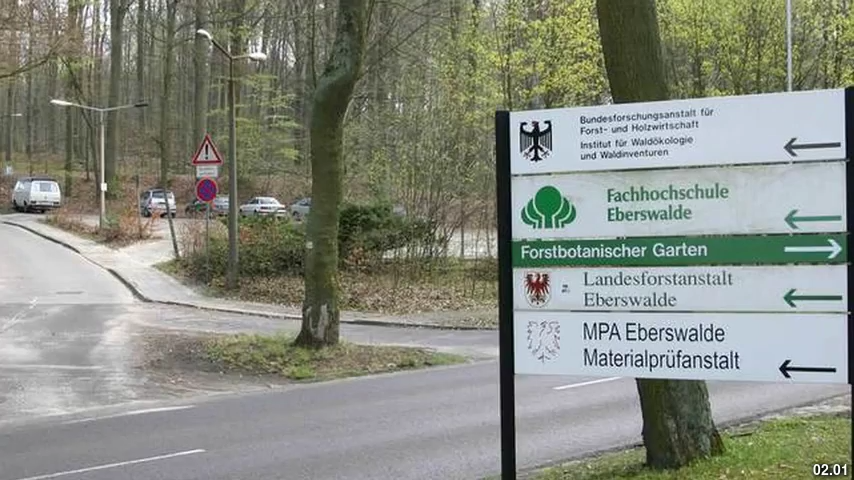 Bundesforschungsanstalt für
Forst- und Holzwirtschaft
Institut für Waldökologie
und Waldinventuren
Fachhochschule
Eberswalde
Forstbotanischer Garten
Landesforstanstalt
Eberswalde
MPA Eberswalde
Materialprüfanstalt
02.01